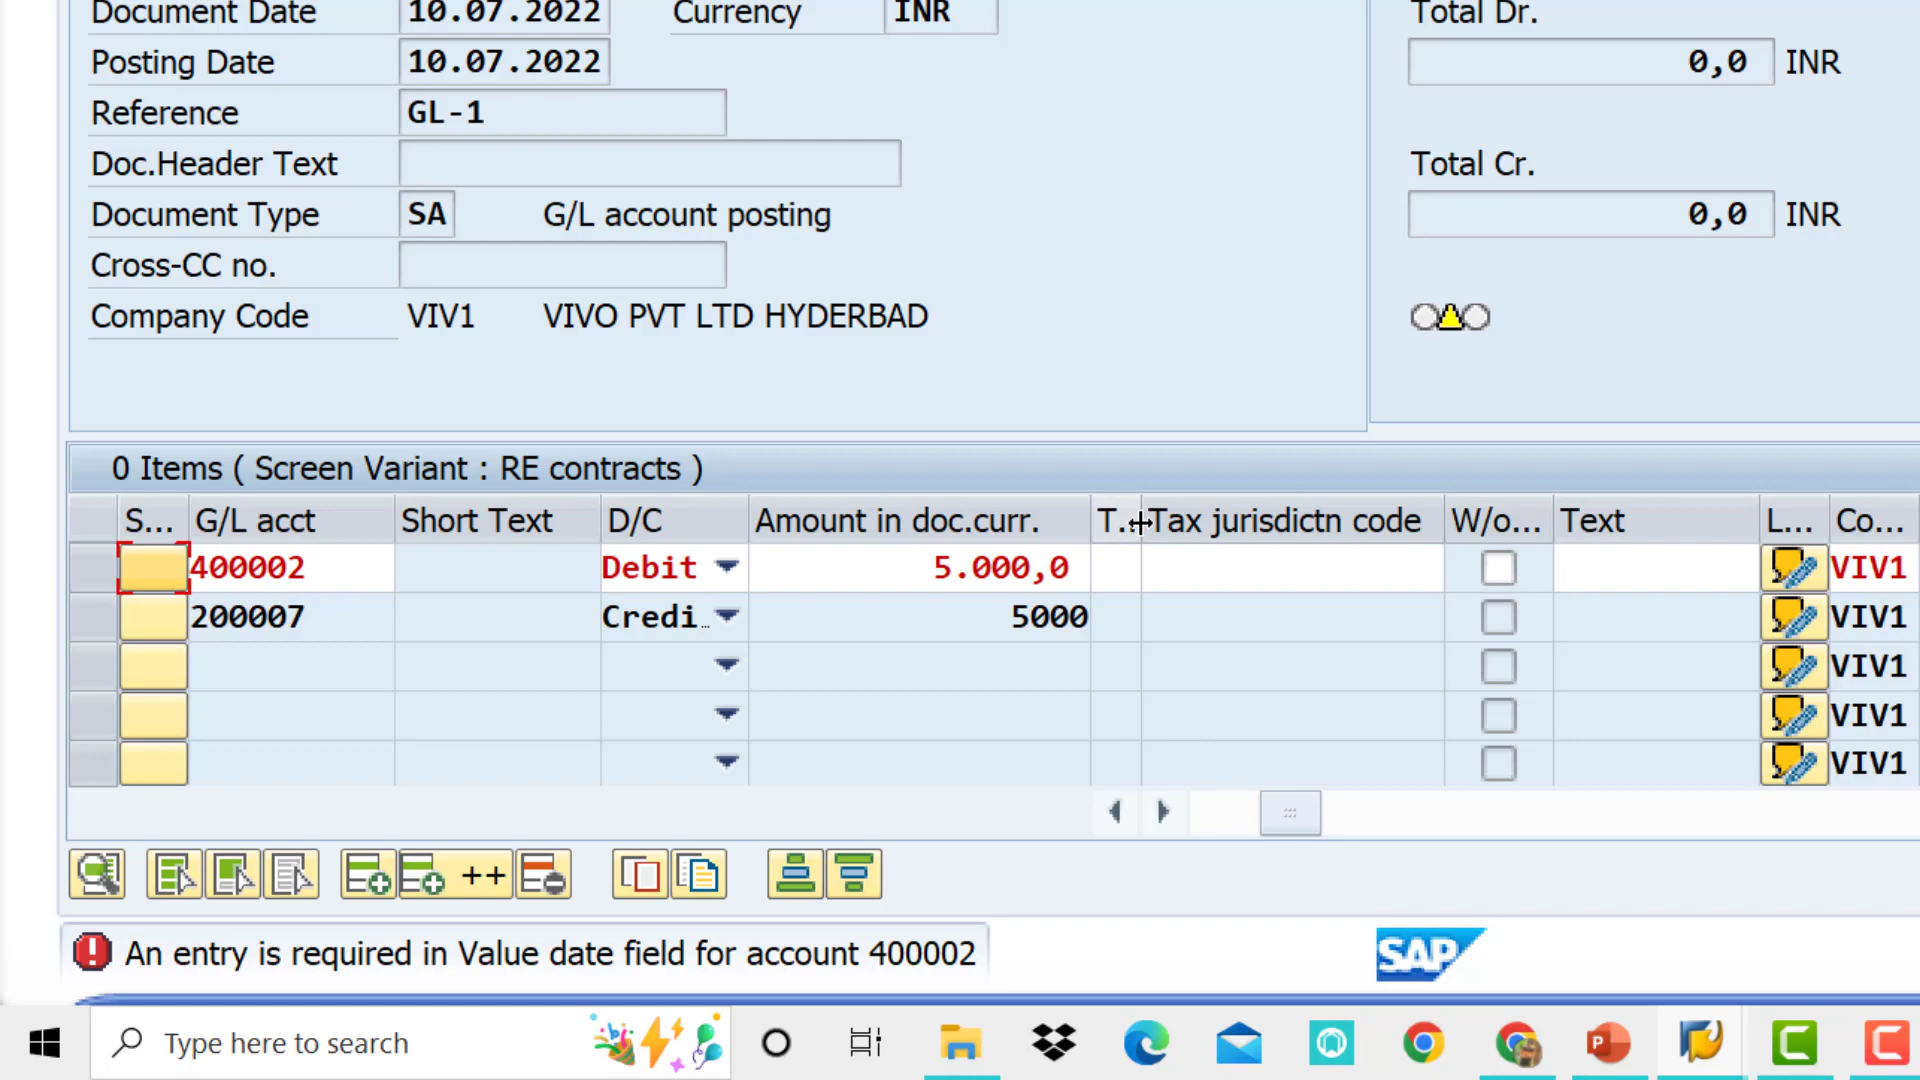 Document Date 10.07.2022 Currency INR Total Dr.
Posting Date 10.07.2022 0,0 INR
Reference GL-1
Doc.Header Text Total Cr.
Document Type SA G/L account posting 0,0 INR
Cross-CC no.
Company Code VIV1 VIVO PVT LTD HYDERBAD
0 Items ( Screen Variant : RE contracts )
S... G/L acct Short Text D/C Amount in doc.curr. T.. Tax jurisdictn code W/o... Text L... Co...
400002 Debit 5.000,0 VIV1
200007 Credi… 5000 VIV1
VIV1
VIV1
VIV1
++
An entry is required in Value date field for account 400002 SAP
Type here to search